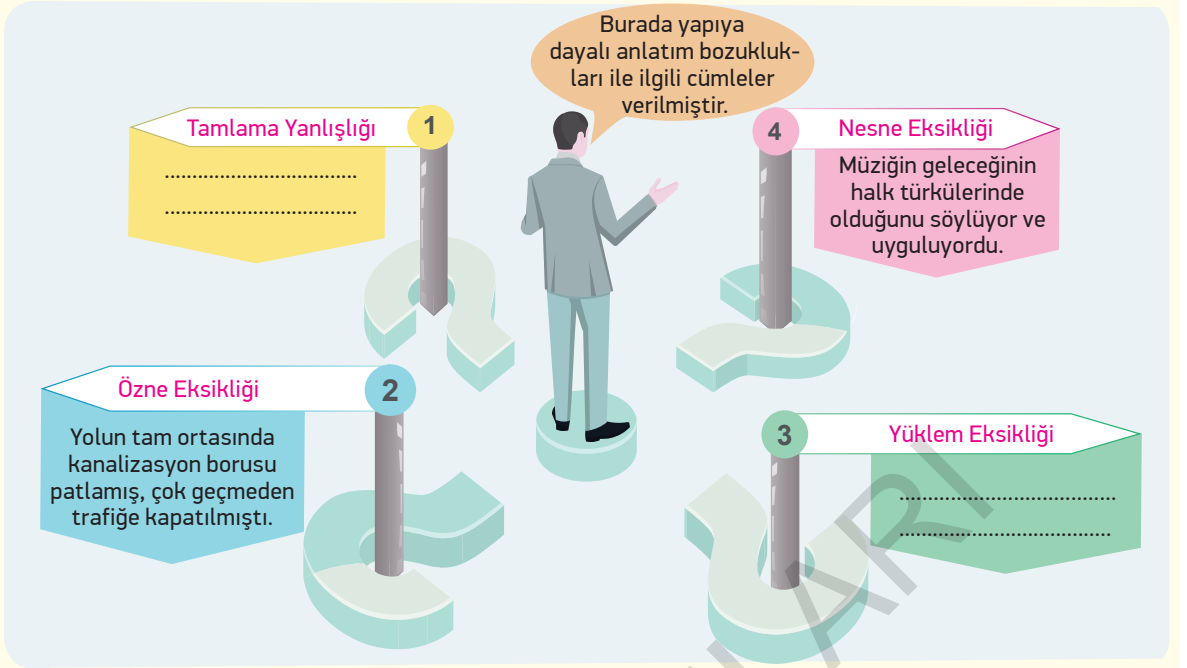 Burada yapıya
dayalı anlatım bozukluk-
ları ile ilgili cümleler
verilmiştir.
Tamlama Yanlışlığı
1
................................
................................
Özne Eksikliği
2
Yolun tam ortasında
kanalizasyon borusu
patlamış, çok geçmeden
trafiğe kapatılmıştı.
3
Yüklem Eksikliği
....................................
...................................
4
Nesne Eksikliği
Müziğin geleceğinin
halk türkülerinde
olduğunu söylüyor ve
uyguluyordu.
ARI